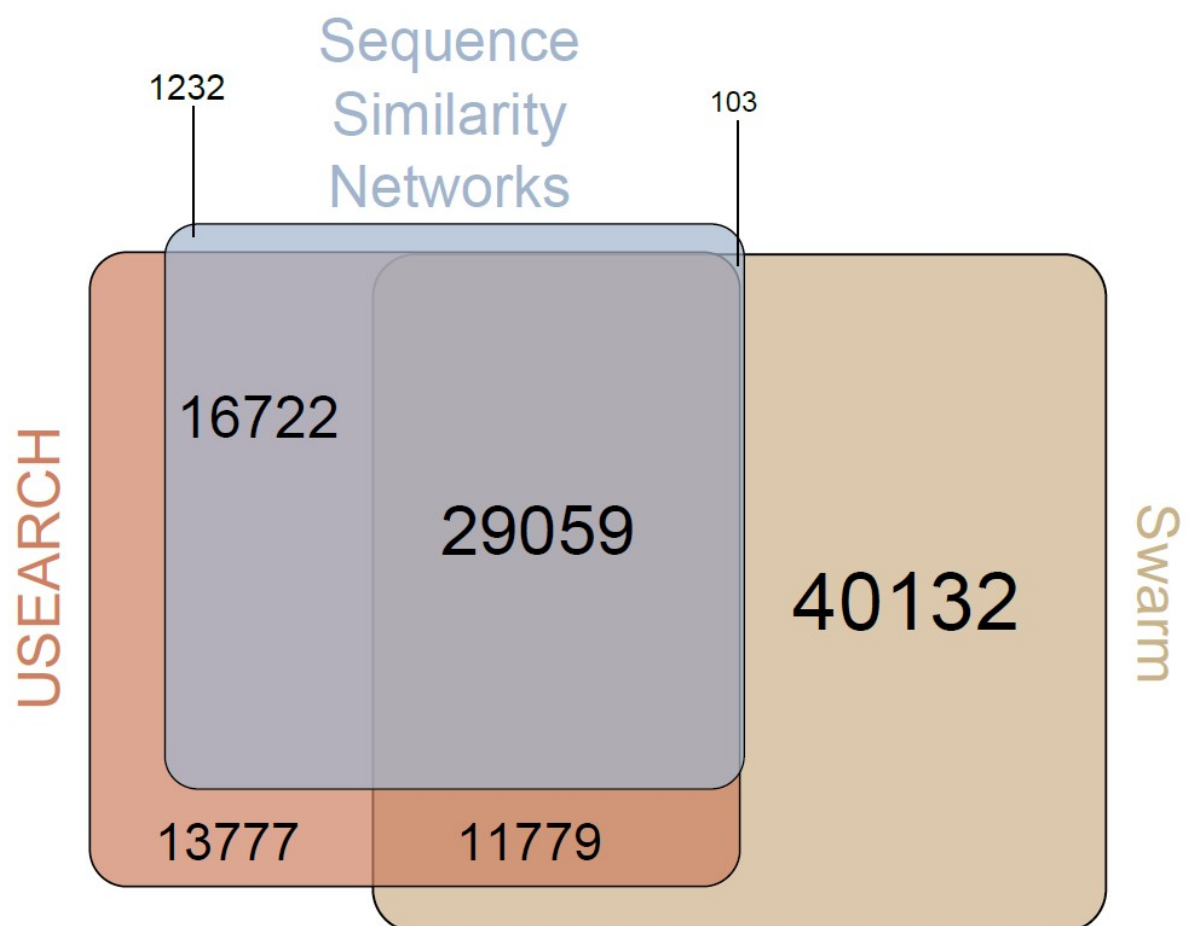 Sequence
Similarity
Networks
1232
103
16722
29059
40132
13777
11779
USEARCH
Swarm